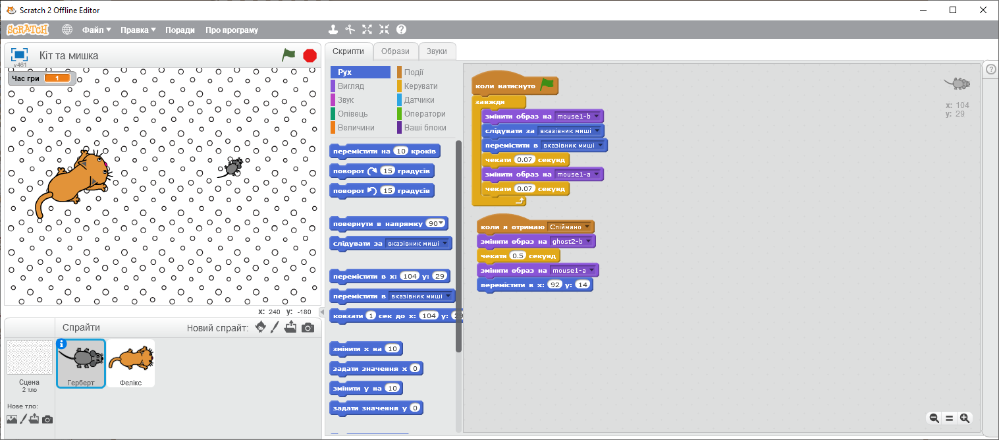 Scratch 2 Offline Editor
SCRATCH Файл Правка Поради Про програму
v461 Кіт та мишка
Час гри 1
x: 240 y: -180
Спрайти Новий спрайт:
Сцена
2 тло
Нове тло:
Герберт
Фелікс
Скрипти Образи Звуки
Рух Події
Вигляд Керувати
Звук Датчики
Олівець Оператори
Величини Ваші блоки
перемістити на 10 кроків
поворот 15 градусів
поворот 15 градусів
повернути в напрямку 90
слідувати за вказівник миші
перемістити в x: 104 y: 29
перемістити в вказівник миші
ковзати 1 сек до x: 104 y: 29
змінити x на 10
задати значення x 0
змінити y на 10
задати значення y 0
коли натиснуто
завжди
змінити образ на mouse1-b
слідувати за вказівник миші
перемістити в вказівник миші
чекати 0.07 секунд
змінити образ на mouse1-a
чекати 0.07 секунд
коли я отримаю Спіймано
змінити образ на ghost2-b
чекати 0.5 секунд
змінити образ на mouse1-a
перемістити в x: 92 y: 14
x: 104
y: 29